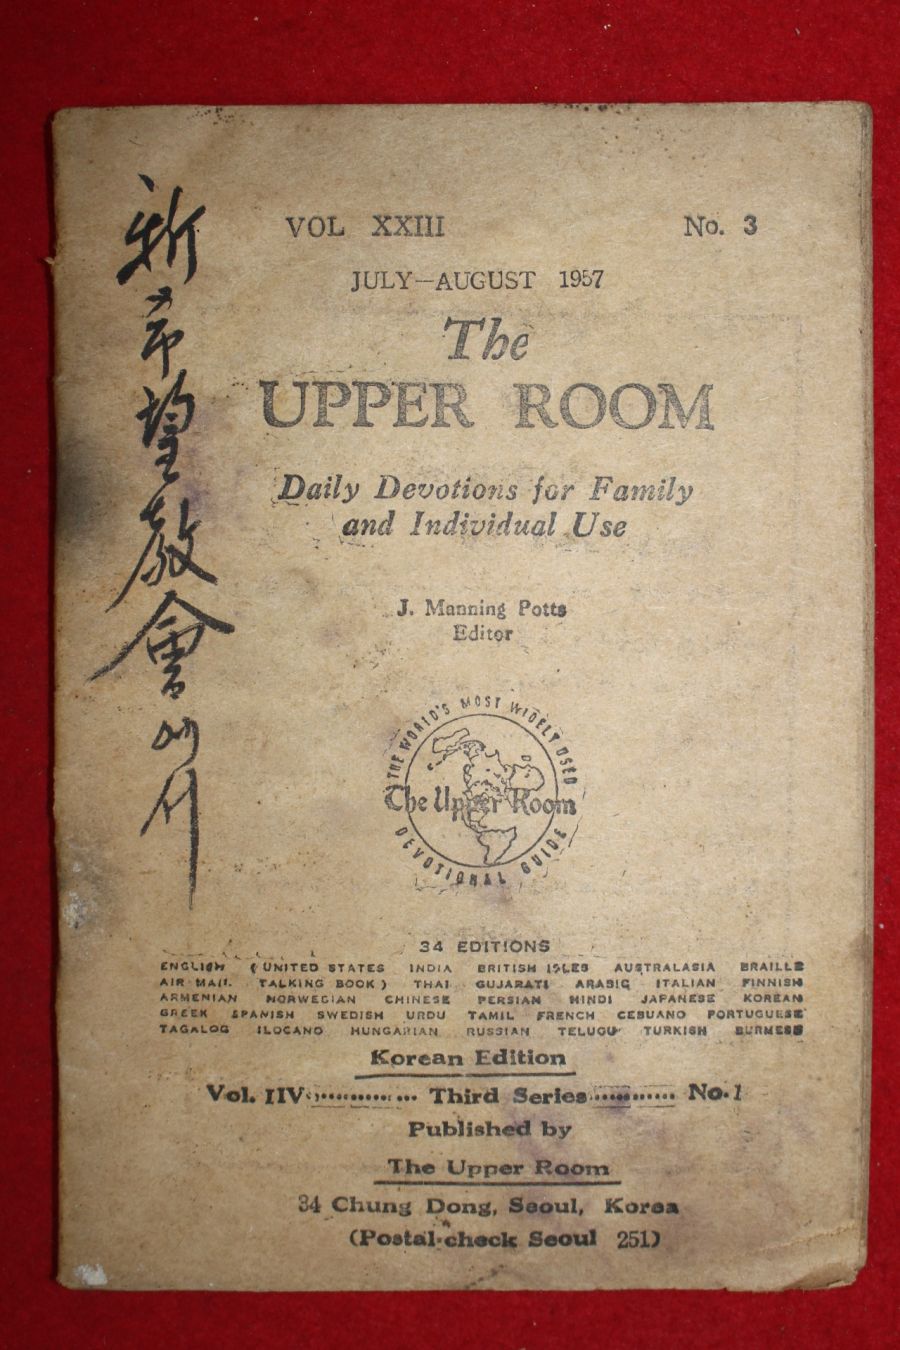 VOL XXIII No. 3
JULY—AUGUST 1957
The
UPPER ROOM
Daily Devotions for Family
and Individual Use
J. Manning Potts
Editor
THE WORLD'S MOST WIDELY USED
The Upper Room
DEVOTIONAL GUIDE
34 EDITIONS
ENGLISH (UNITED STATES INDIA BRITISH ISLES AUSTRALASIA BRAILLE
AIR MAIL TALKING BOOK) THAI GUJARATI ARABIC ITALIAN FINNISH
ARMENIAN NORWEGIAN CHINESE PERSIAN HINDI JAPANESE KOREAN
GREEK SPANISH SWEDISH URDU TAMIL FRENCH CEBUANO PORTUGUESE
TAGALOG ILOCANO HUNGARIAN RUSSIAN TELUGU TURKISH BURMESE
Korean Edition
Vol. IIV ............ Third Series ............ No. 1
Published by
The Upper Room
34 Chung Dong, Seoul, Korea
(Postal-check Seoul 251)
新希望敎會